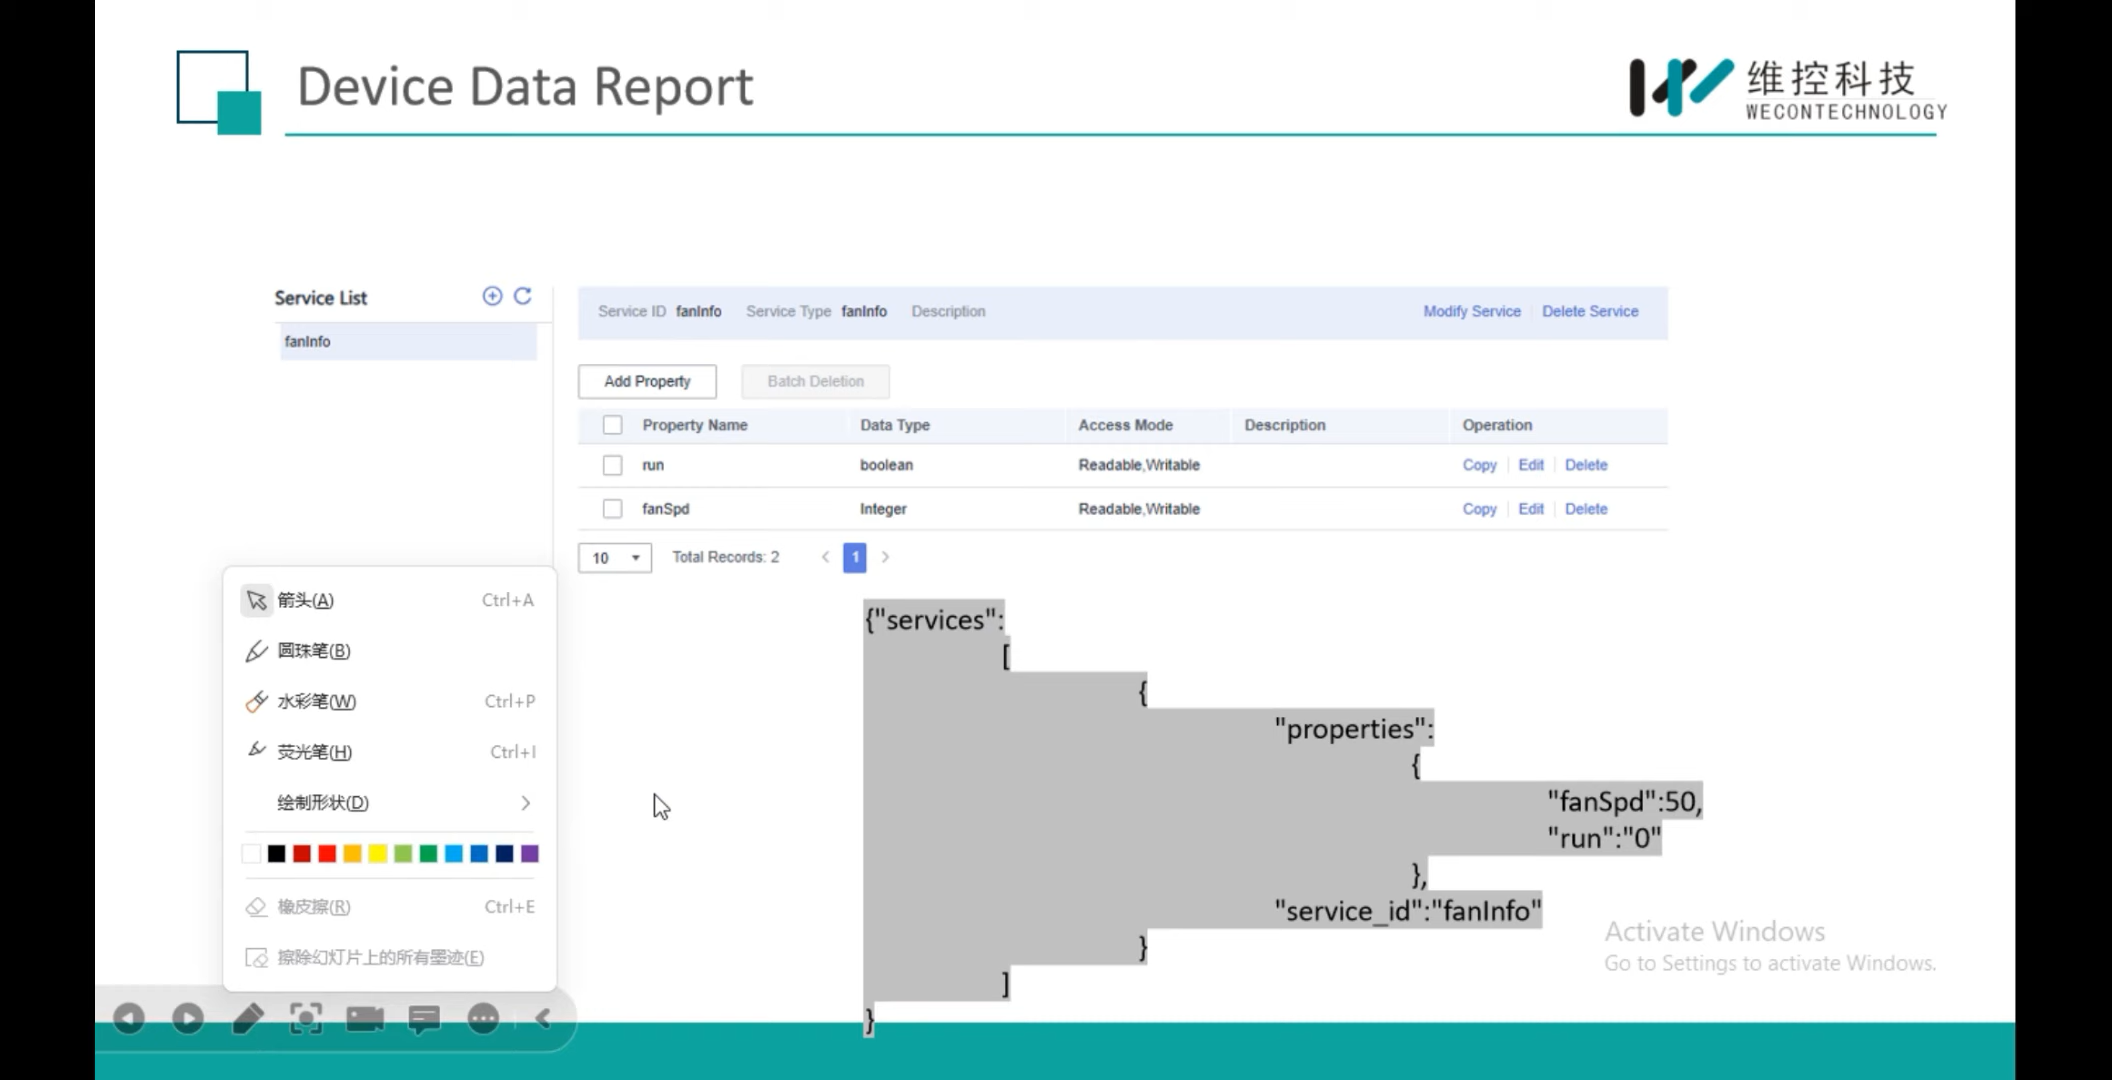 Device Data Report
维控科技
WECONTECHNOLOGY
Service List
fanInfo
Service ID fanInfo Service Type fanInfo Description Modify Service Delete Service
Add Property Batch Deletion
Property Name Data Type Access Mode Description Operation
run boolean Readable,Writable Copy Edit Delete
fanSpd Integer Readable,Writable Copy Edit Delete
10 Total Records: 2 < 1 >
箭头(A) Ctrl+A
圆珠笔(B)
水彩笔(W) Ctrl+P
荧光笔(H) Ctrl+I
绘制形状(D)
橡皮擦(R) Ctrl+E
擦除幻灯片上的所有墨迹(E)
{"services":
[
{
"properties":
{
"fanSpd":50,
"run":"0"
},
"service_id":"fanInfo"
}
]
}
Activate Windows
Go to Settings to activate Windows.